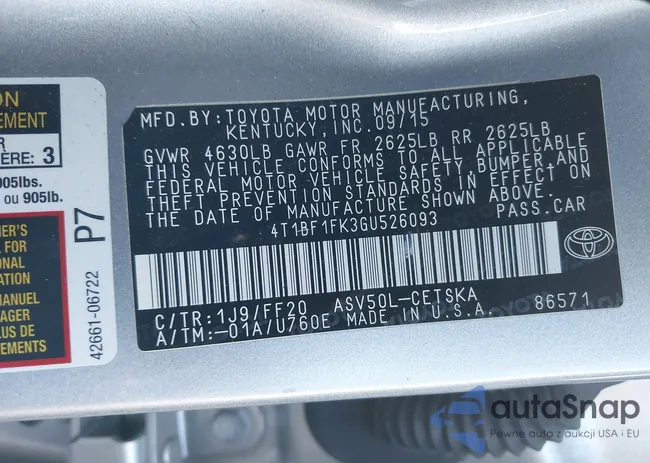 ON
EMENT
R
ÈRE: 3
905lbs.
ou 905lb.
P7
42661-06722
MFD.BY: TOYOTA MOTOR MANUFACTURING,
KENTUCKY, INC. 09/15
GVWR 4630LB GAWR FR 2625LB RR 2625LB
THIS VEHICLE CONFORMS TO ALL APPLICABLE
FEDERAL MOTOR VEHICLE SAFETY, BUMPER, AND
THEFT PREVENTION STANDARDS IN EFFECT ON
THE DATE OF MANUFACTURE SHOWN ABOVE.
4T1BF1FK3GU526093 PASS.CAR
C/TR:1J9/FF20 ASV50L-CETSKA
A/TM:-01A/U760E MADE IN U.S.A. 86571
TOYOTA
autoSnap
Pewne auto z aukcji USA i EU